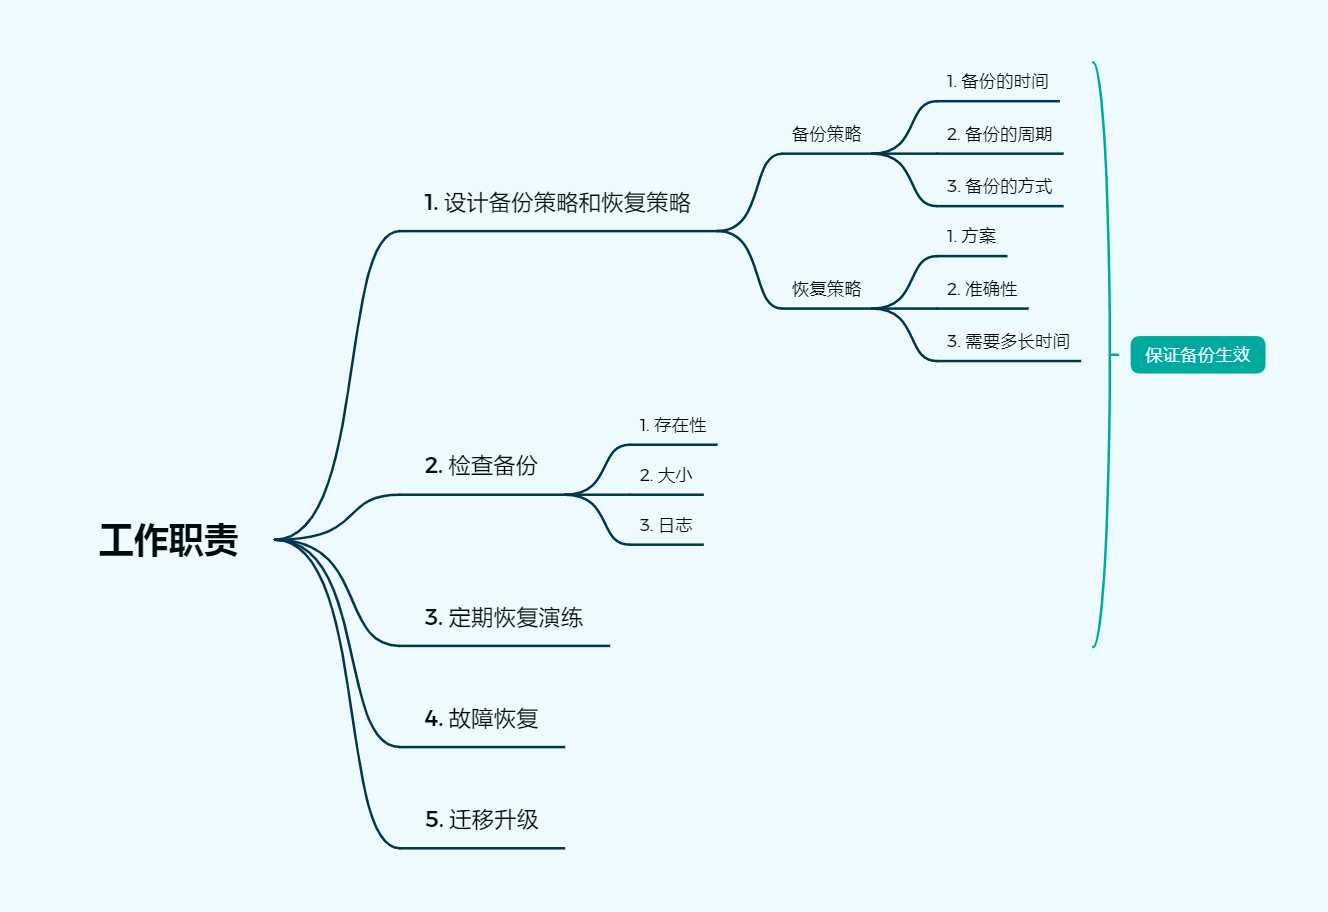 工作职责
1. 设计备份策略和恢复策略
备份策略
1. 备份的时间
2. 备份的周期
3. 备份的方式
恢复策略
1. 方案
2. 准确性
3. 需要多长时间
2. 检查备份
1. 存在性
2. 大小
3. 日志
3. 定期恢复演练
保证备份生效
4. 故障恢复
5. 迁移升级